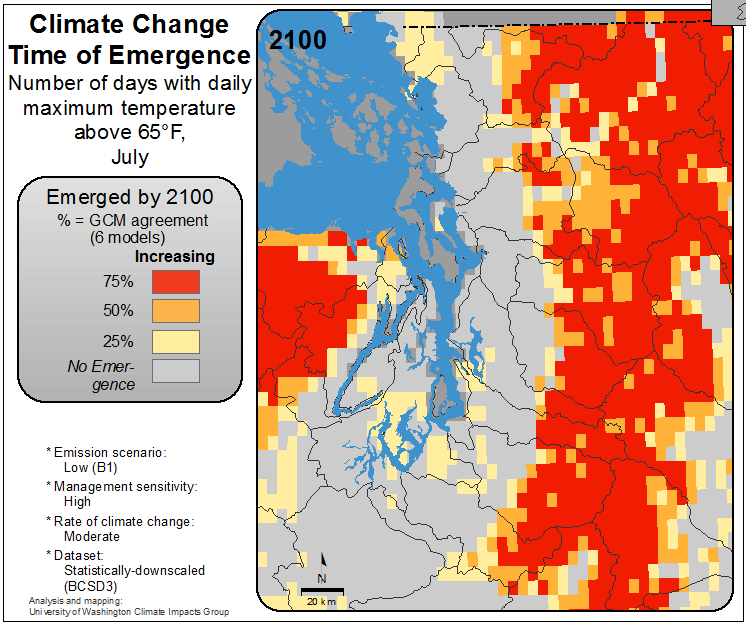 Climate Change
Time of Emergence
Number of days with daily
maximum temperature
above 65°F,
July
Emerged by 2100
% = GCM agreement
(6 models)
Increasing
75%
50%
25%
No Emer-
gence
* Emission scenario:
Low (B1)
* Management sensitivity:
High
* Rate of climate change:
Moderate
* Dataset:
Statistically-downscaled
(BCSD3)
Analysis and mapping:
University of Washington Climate Impacts Group
2100
N
20 km